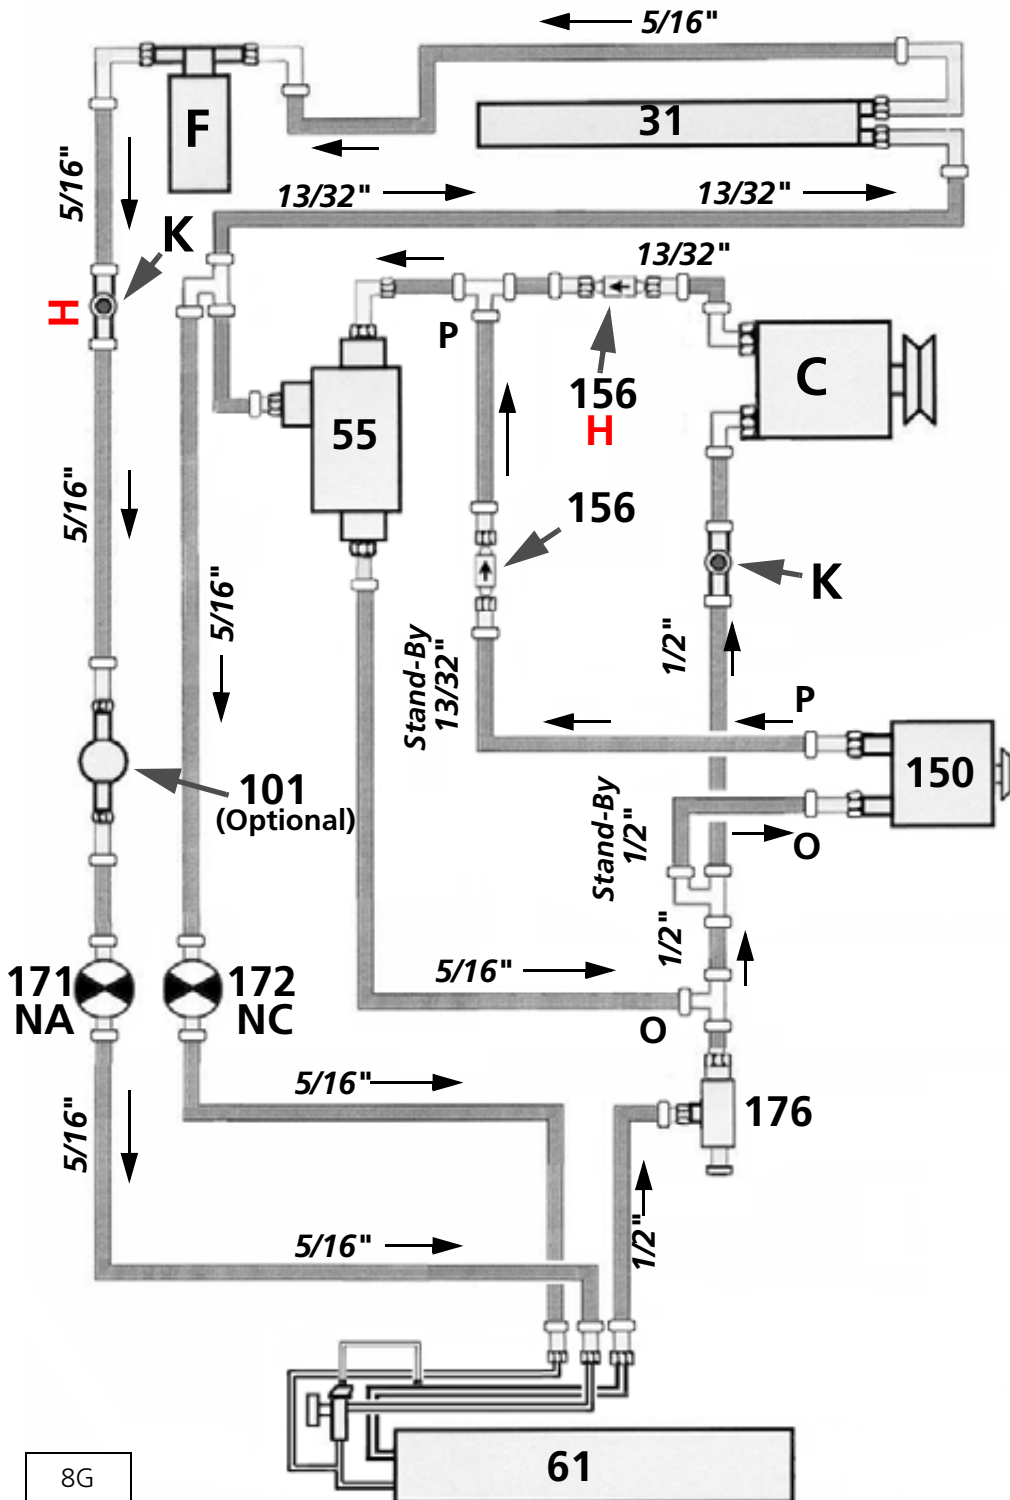 5/16"
31
F
5/16"
13/32"
13/32"
K
H
13/32"
P
C
156
H
55
5/16"
156
K
5/16"
1/2"
Stand-By
13/32"
P
150
101
(Optional)
Stand-By
1/2"
O
1/2"
171
NA
172
NC
5/16"
O
5/16"
176
5/16"
1/2"
5/16"
61
8G